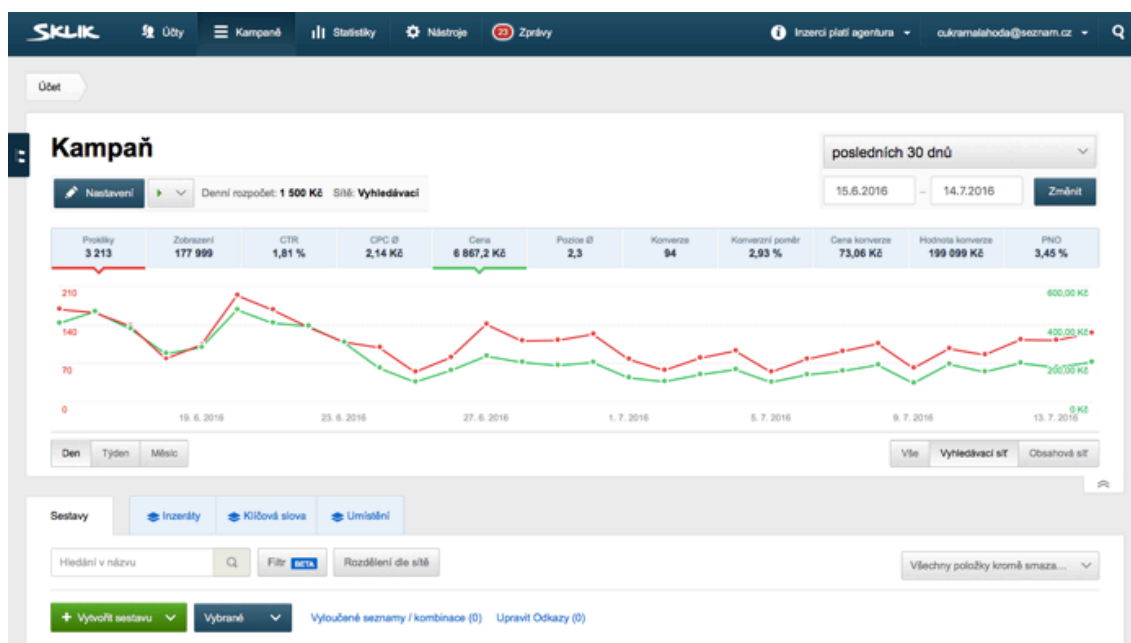 SKLIK Účty Kampaně Statistiky Nástroje 23 Zprávy Inzerci platí agentura cukramalahoda@seznam.cz
Účet
Kampaň
posledních 30 dnů
Nastavení Denní rozpočet: 1 500 Kč Sítě: Vyhledávací
15.6.2016 – 14.7.2016 Změnit
Prokliky Zobrazení CTR CPC Ø Cena Pozice Ø Konverze Konverzní poměr Cena konverze Hodnota konverze PNO
3 213 177 999 1,81 % 2,14 Kč 6 867,2 Kč 2,3 94 2,93 % 73,06 Kč 199 099 Kč 3,45 %
210 600,00 Kč
140 400,00 Kč
70 200,00 Kč
0 0 Kč
19. 6. 2016 23. 6. 2016 27. 6. 2016 1. 7. 2016 5. 7. 2016 9. 7. 2016 13. 7. 2016
Den Týden Měsíc Vše Vyhledávací síť Obsahová síť
Sestavy Inzeráty Klíčová slova Umístění
Hledání v názvu Filtr BETA Rozdělení dle sítě Všechny položky kromě smaza...
+ Vytvořit sestavu Vybrané Vyloučené seznamy / kombinace (0) Upravit Odkazy (0)